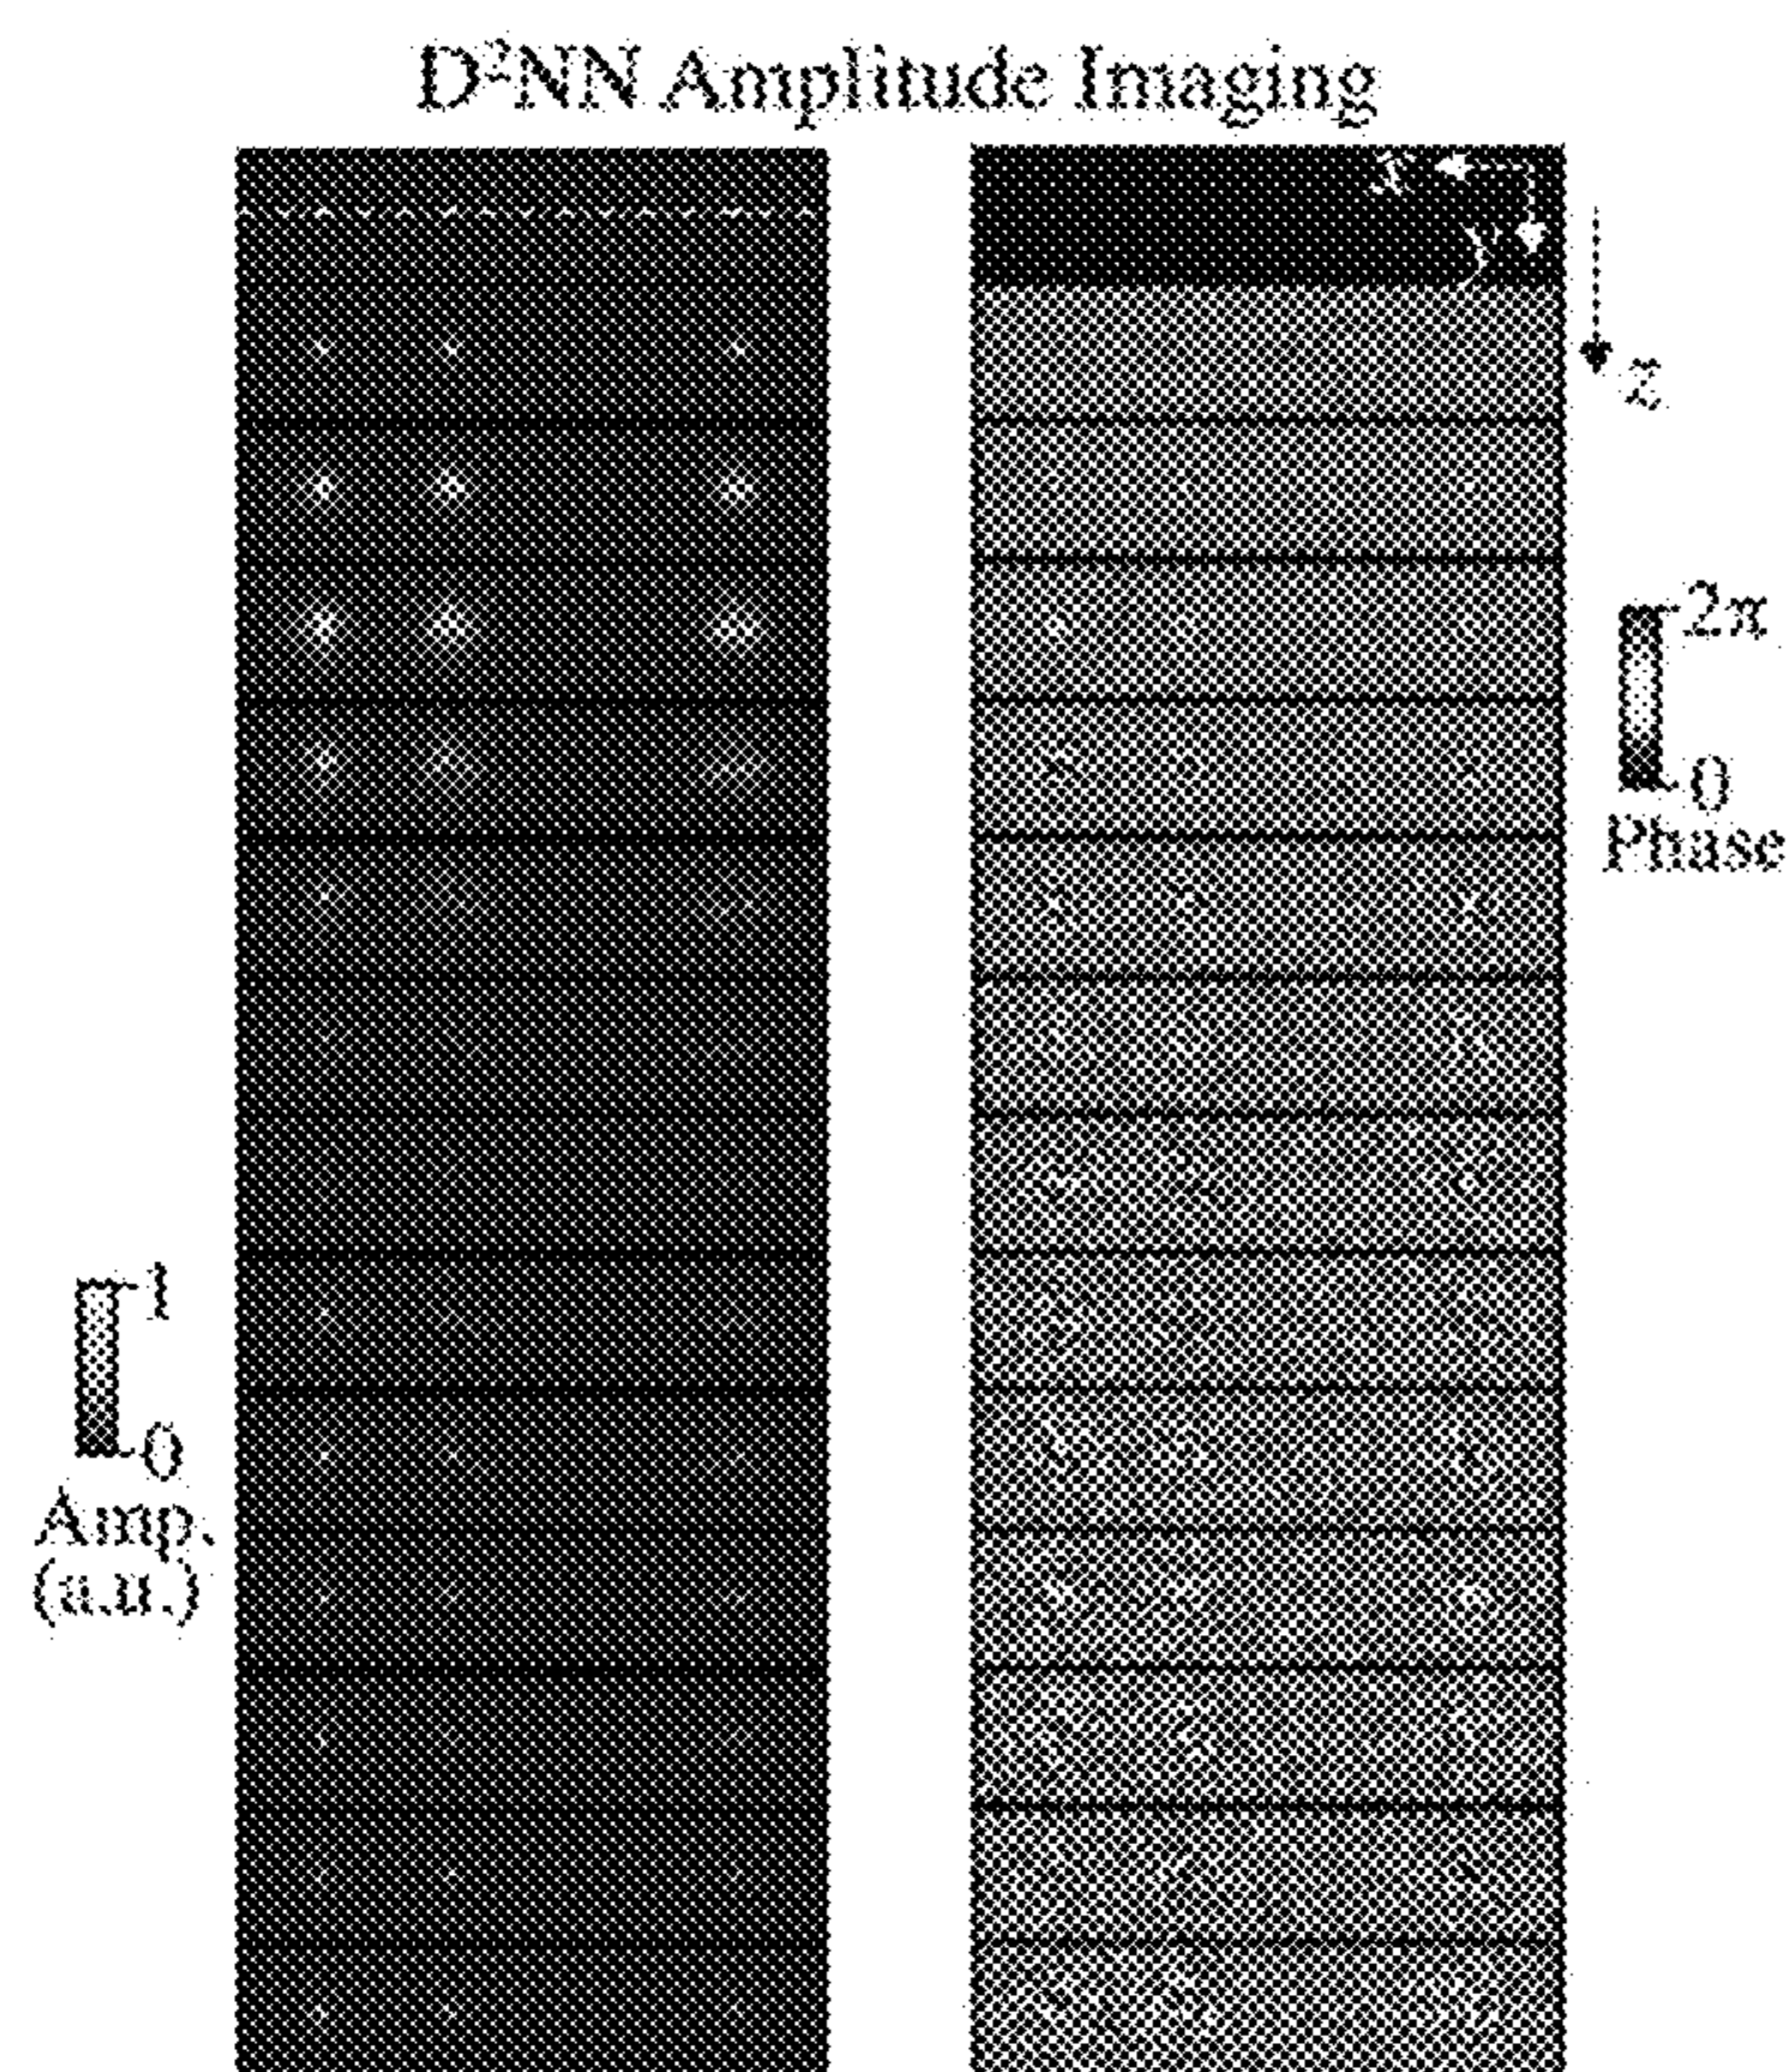 D²NN Amplitude Imaging
x
y
z
2π
0
Phase
1
0
Amp.
(a.u.)